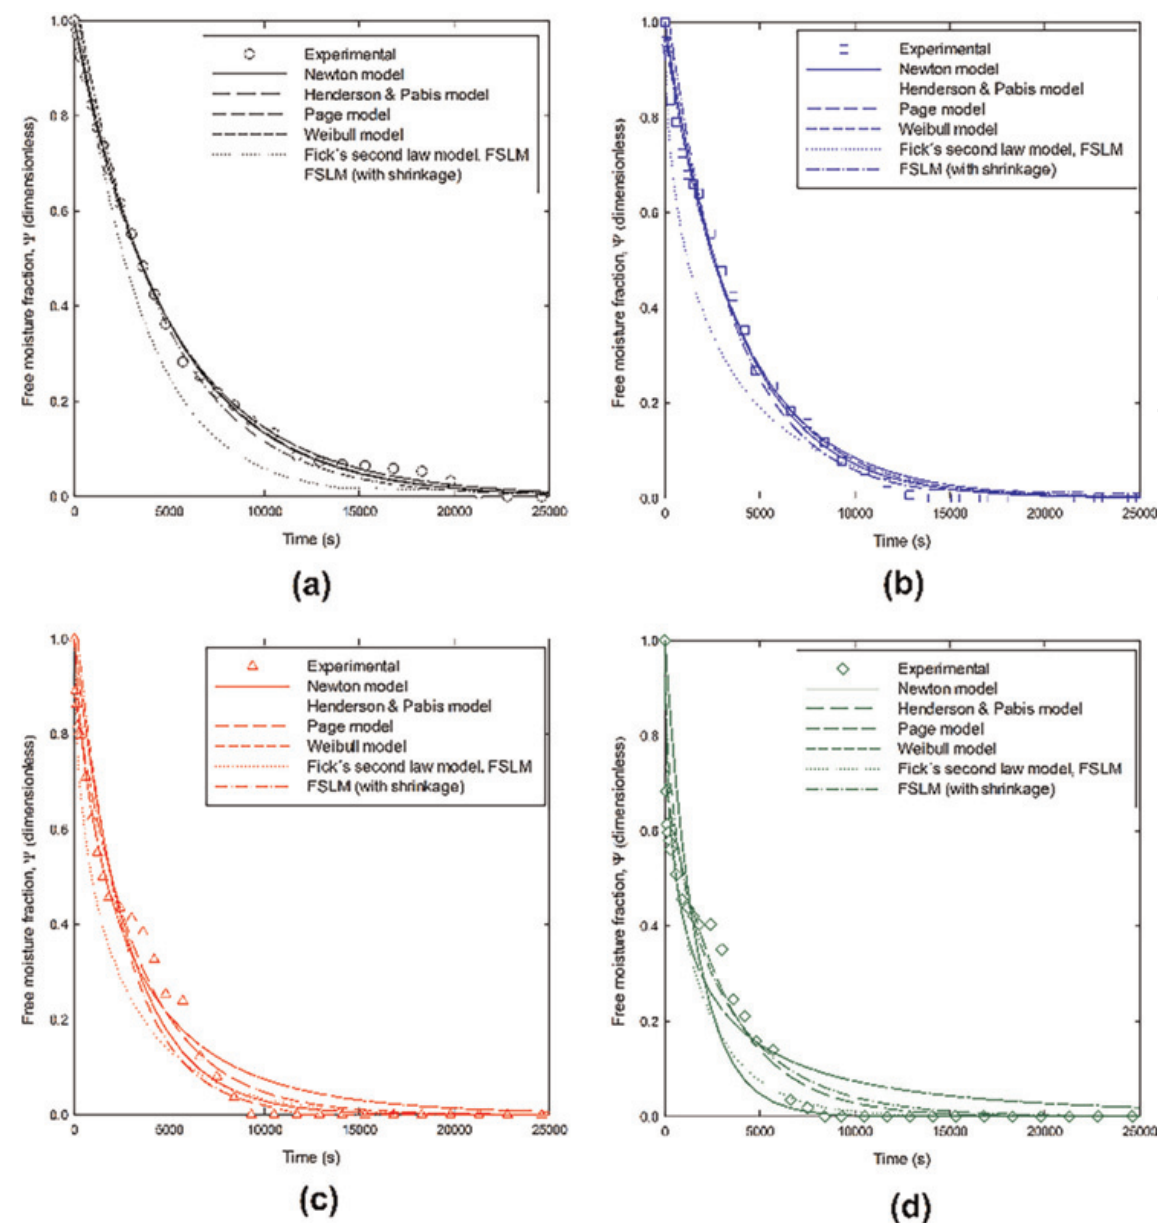 1.0
0.8
0.6
0.4
0.2
0.0
Free moisture fraction, Ψ (dimensionless)
Experimental
Newton model
Henderson & Pabis model
Page model
Weibull model
Fick´s second law model. FSLM
FSLM (with shrinkage)
0 5000 10000 15000 20000 25000
Time (s)
(a)
1.0
0.8
0.6
0.4
0.2
0.0
Free moisture fraction, Ψ (dimensionless)
Experimental
Newton model
Henderson & Pabis model
Page model
Weibull model
Fick´s second law model, FSLM
FSLM (with shrinkage)
0 5000 10000 15000 20000 25000
Time (s)
(b)
1.0
0.8
0.6
0.4
0.2
0.0
Free moisture fraction, Ψ (dimensionless)
Experimental
Newton model
Henderson & Pabis model
Page model
Weibull model
Fick´s second law model. FSLM
FSLM (with shrinkage)
0 5000 10000 15000 20000 25000
Time (s)
(c)
1.0
0.8
0.6
0.4
0.2
0.0
Free moisture fraction, Ψ (dimensionless)
Experimental
Newton model
Henderson & Pabis model
Page model
Weibull model
Fick´s second law model, FSLM
FSLM (with shrinkage)
0 5000 10000 15000 20000 25000
Time (s)
(d)